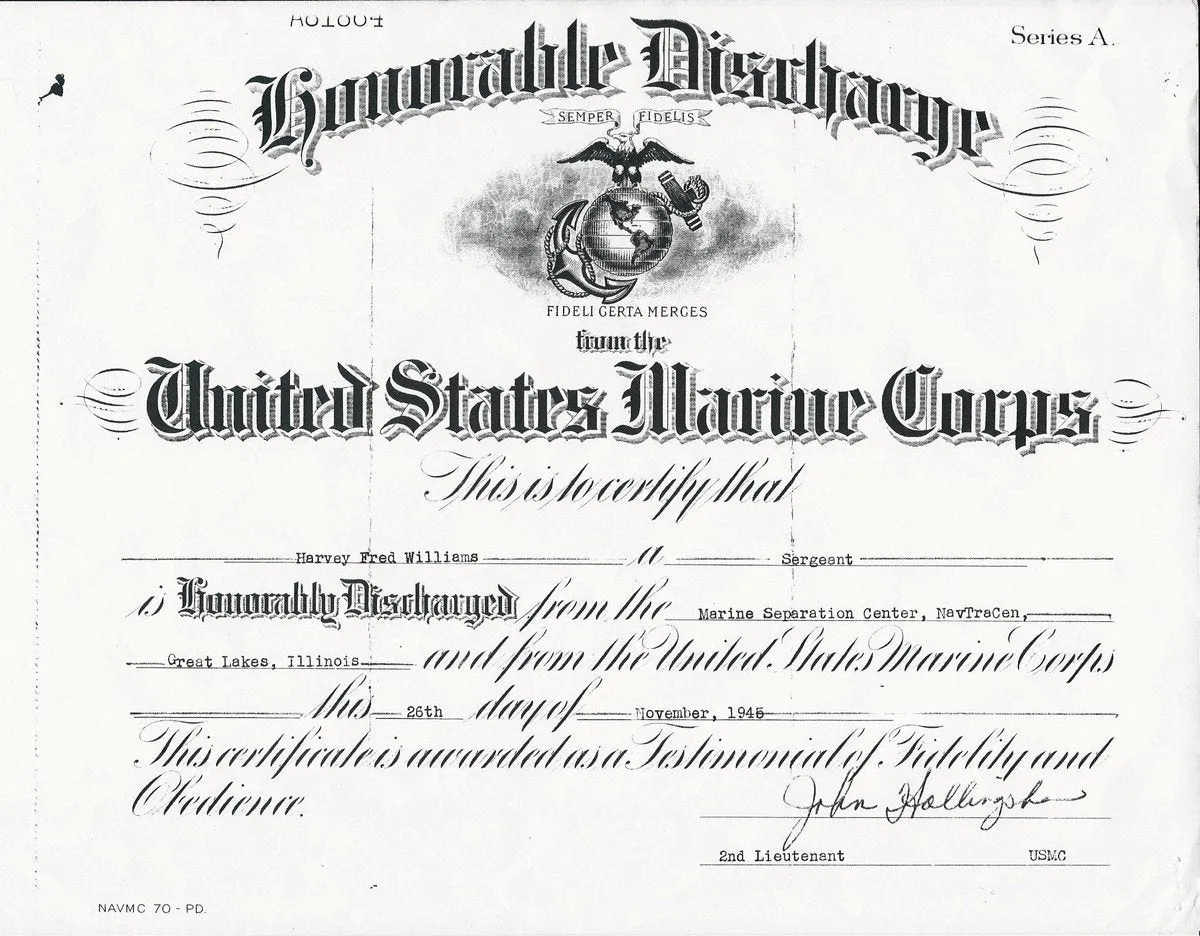 Series A.
Honorable Discharge
SEMPER FIDELIS
FIDELI CERTA MERCES
from the
United States Marine Corps
This is to certify that
Harvey Fred Williams a Sergeant
is Honorably Discharged from the Marine Separation Center, NavTraCen,
Great Lakes, Illinois and from the United States Marine Corps
this 26th day of November, 1945
This certificate is awarded as a Testimonial of Fidelity and
Obedience.
John
2nd Lieutenant USMC
NAVMC 70 - PD.